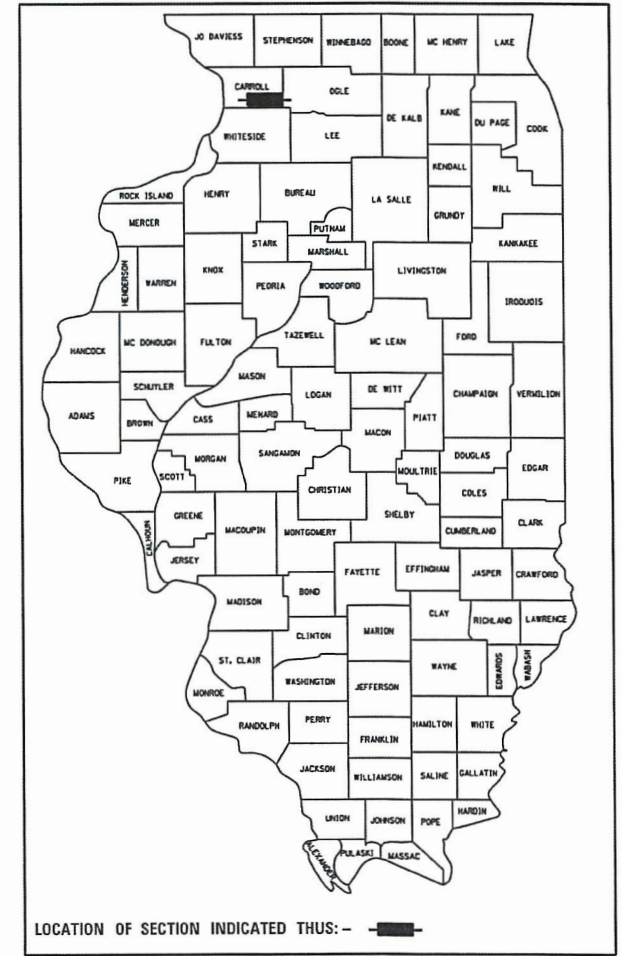 JO DAVIESS STEPHENSON WINNEBAGO BOONE MC HENRY LAKE
CARROLL OGLE
DE KALB KANE DU PAGE COOK
WHITESIDE LEE
KENDALL WILL
ROCK ISLAND HENRY BUREAU LA SALLE
MERCER PUTNAM GRUNDY
STARK MARSHALL KANKAKEE
HENDERSON WARREN KNOX PEORIA WOODFORD LIVINGSTON
IROQUOIS
HANCOCK MC DONOUGH FULTON TAZEWELL MC LEAN FORD
MASON
SCHUYLER LOGAN DE WITT CHAMPAIGN VERMILION
ADAMS BROWN CASS MENARD PIATT
MACON
MORGAN SANGAMON DOUGLAS
PIKE SCOTT MOULTRIE EDGAR
CHRISTIAN COLES
GREENE SHELBY
CALHOUN MACOUPIN MONTGOMERY CUMBERLAND CLARK
JERSEY
FAYETTE EFFINGHAM JASPER CRAWFORD
MADISON BOND
CLAY RICHLAND LAWRENCE
CLINTON MARION
ST. CLAIR WAYNE EDWARDS WABASH
WASHINGTON JEFFERSON
MONROE
RANDOLPH PERRY HAMILTON WHITE
FRANKLIN
JACKSON WILLIAMSON SALINE GALLATIN
UNION JOHNSON POPE HARDIN
ALEXANDER PULASKI MASSAC
LOCATION OF SECTION INDICATED THUS: -